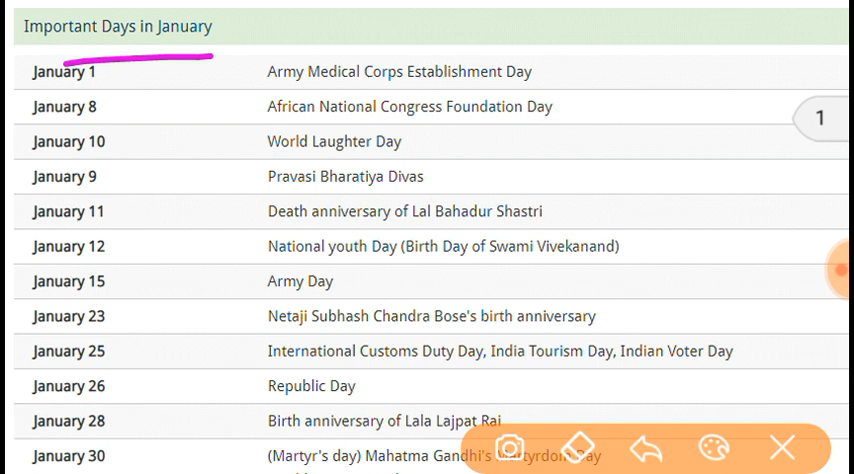 Important Days in January
January 1 Army Medical Corps Establishment Day
January 8 African National Congress Foundation Day
1
January 10 World Laughter Day
January 9 Pravasi Bharatiya Divas
January 11 Death anniversary of Lal Bahadur Shastri
January 12 National youth Day (Birth Day of Swami Vivekanand)
January 15 Army Day
January 23 Netaji Subhash Chandra Bose's birth anniversary
January 25 International Customs Duty Day, India Tourism Day, Indian Voter Day
January 26 Republic Day
January 28 Birth anniversary of Lala Lajpat Rai
January 30 (Martyr's day) Mahatma Gandhi's Martyrdom Day